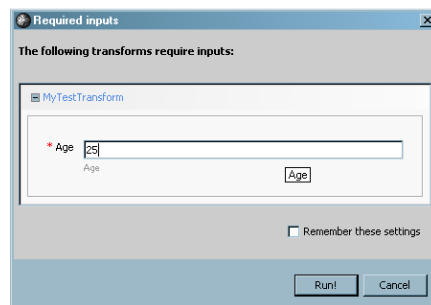 Required inputs
The following transforms require inputs:
MyTestTransform
* Age 25
Age
Age
Remember these settings
Run! Cancel